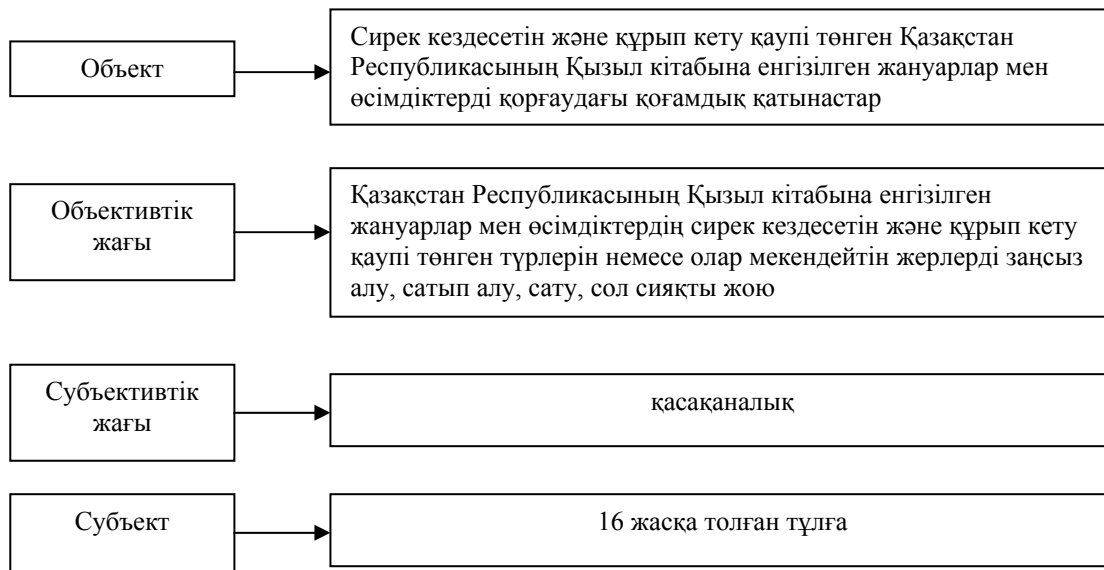 Объект
Сирек кездесетін және құрып кету қаупі төнген Қазақстан
Республикасының Қызыл кітабына енгізілген жануарлар мен
өсімдіктерді қорғаудағы қоғамдық қатынастар
Объективтік
жағы
Қазақстан Республикасының Қызыл кітабына енгізілген
жануарлар мен өсімдіктердің сирек кездесетін және құрып кету
қаупі төнген түрлерін немесе олар мекендейтін жерлерді заңсыз
алу, сатып алу, сату, сол сияқты жою
Субъективтік
жағы
қасақаналық
Субъект
16 жасқа толған тұлға